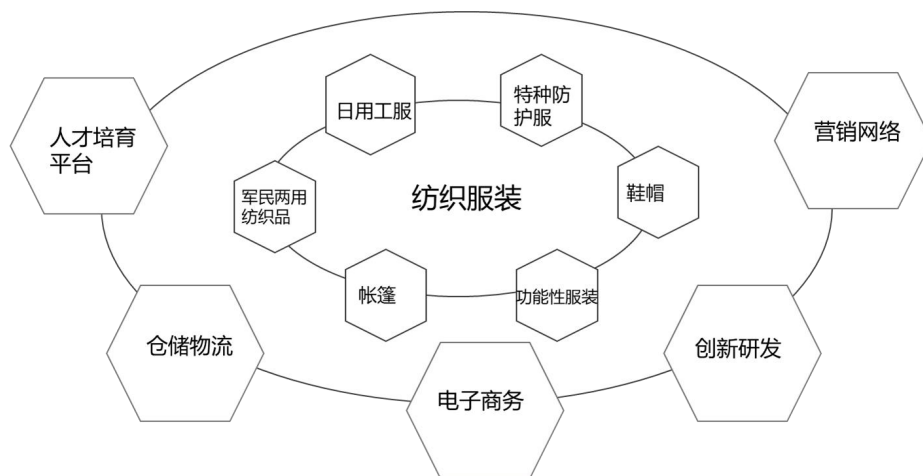 人才培育
平台
日用工服
特种防
护服
营销网络
军民两用
纺织品
纺织服装
鞋帽
帐篷
功能性服装
仓储物流
电子商务
创新研发